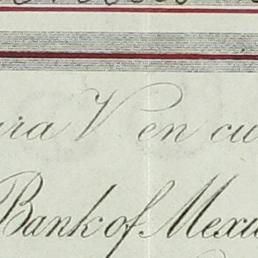 ra V en cu
Bank of Mexi